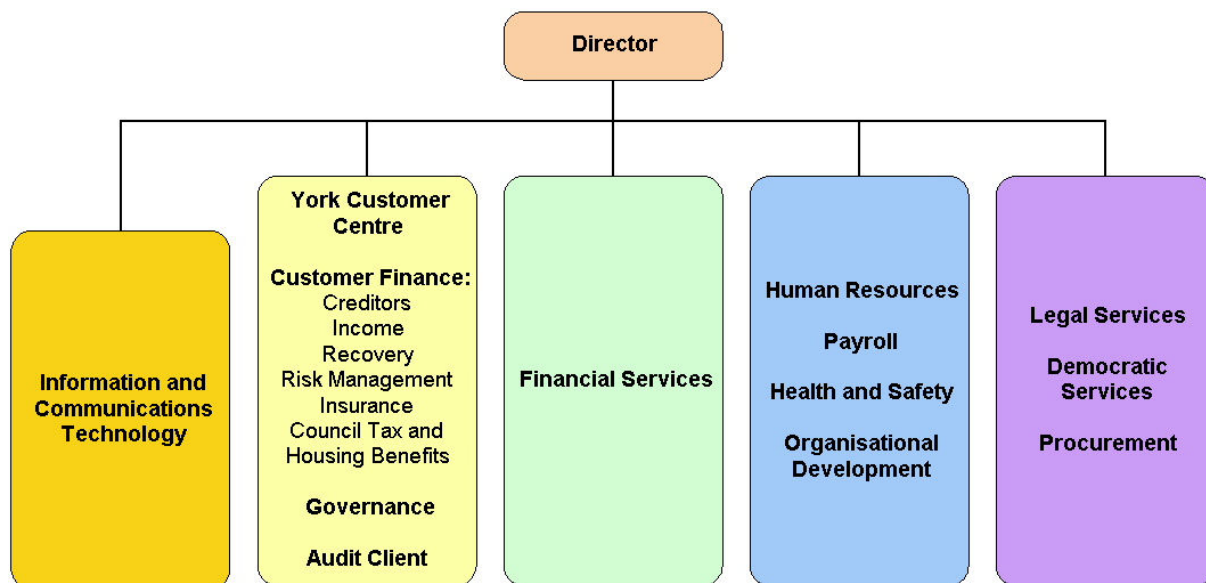 Director
Information and
Communications
Technology
York Customer
Centre
Customer Finance:
Creditors
Income
Recovery
Risk Management
Insurance
Council Tax and
Housing Benefits
Governance
Audit Client
Financial Services
Human Resources
Payroll
Health and Safety
Organisational
Development
Legal Services
Democratic
Services
Procurement